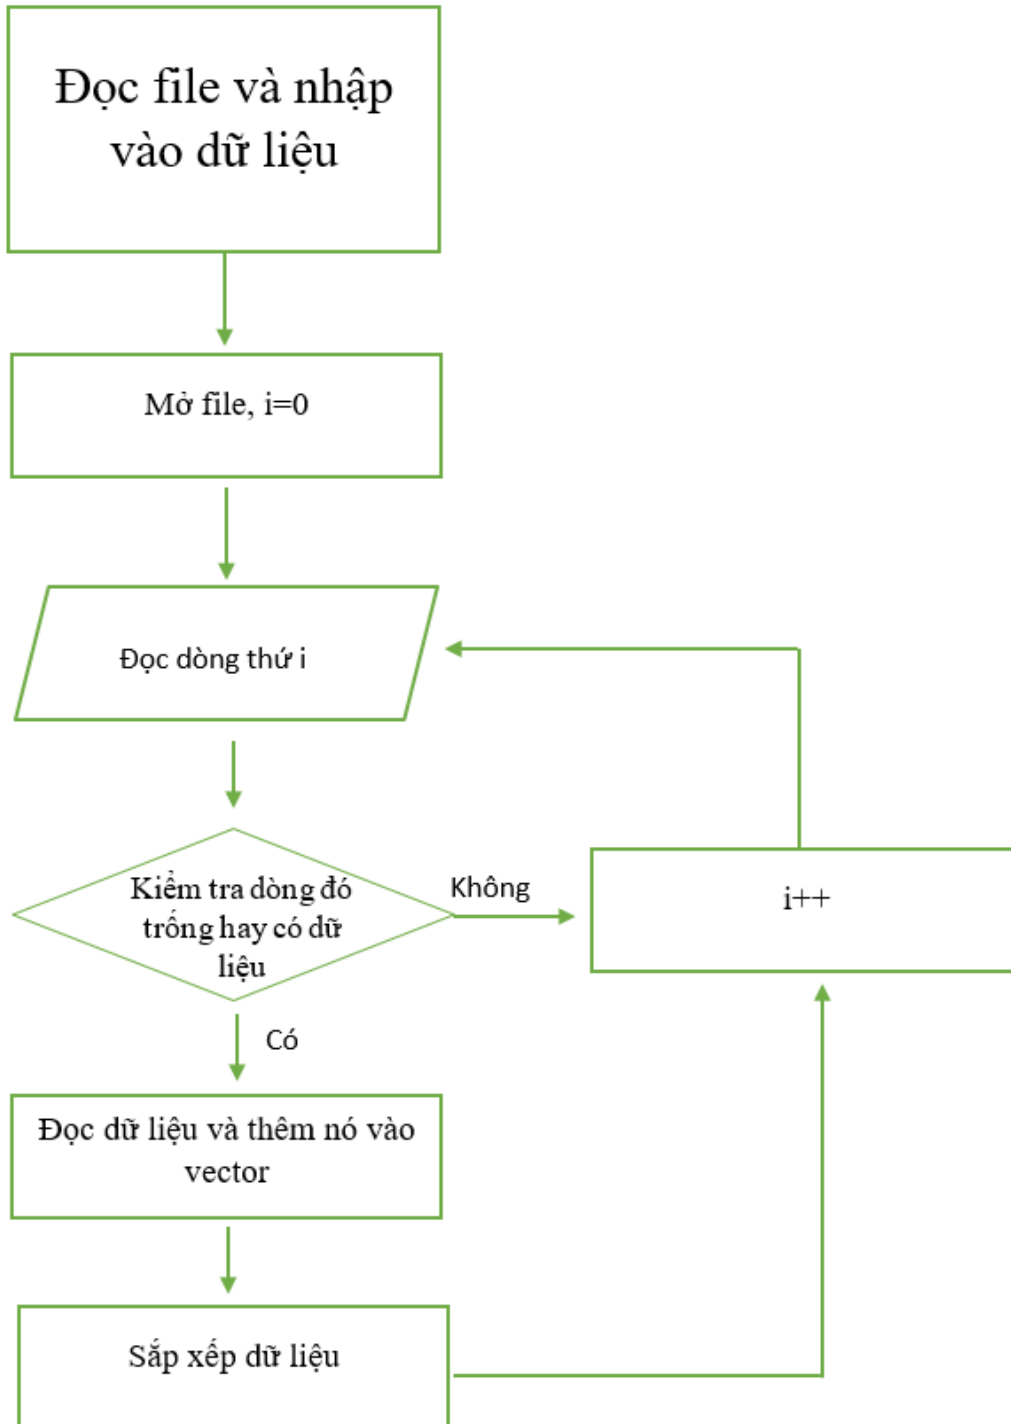 Đọc file và nhập
vào dữ liệu
Mở file, i=0
Đọc dòng thứ i
Kiểm tra dòng đó
trống hay có dữ
liệu
Không
i++
Có
Đọc dữ liệu và thêm nó vào
vector
Sắp xếp dữ liệu